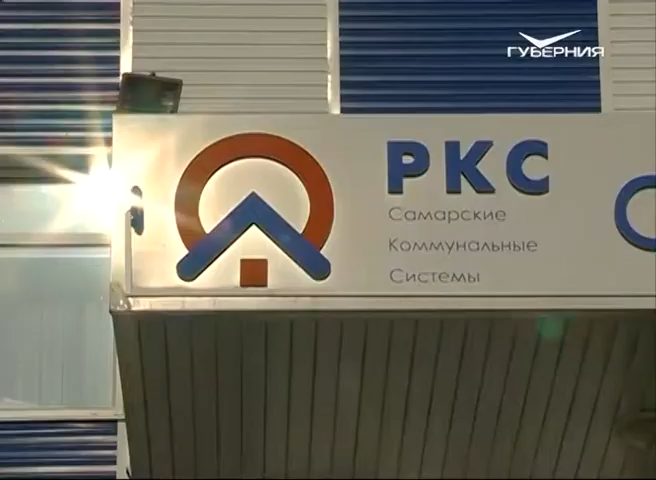 ГУБЕРНИЯ
РКС
Самарские
Коммунальные
Системы